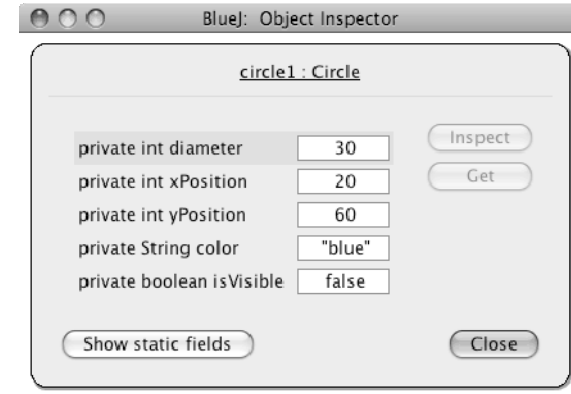 BlueJ: Object Inspector
circle1 : Circle
private int diameter 30
Inspect
private int xPosition 20
Get
private int yPosition 60
private String color "blue"
private boolean isVisible false
Show static fields
Close